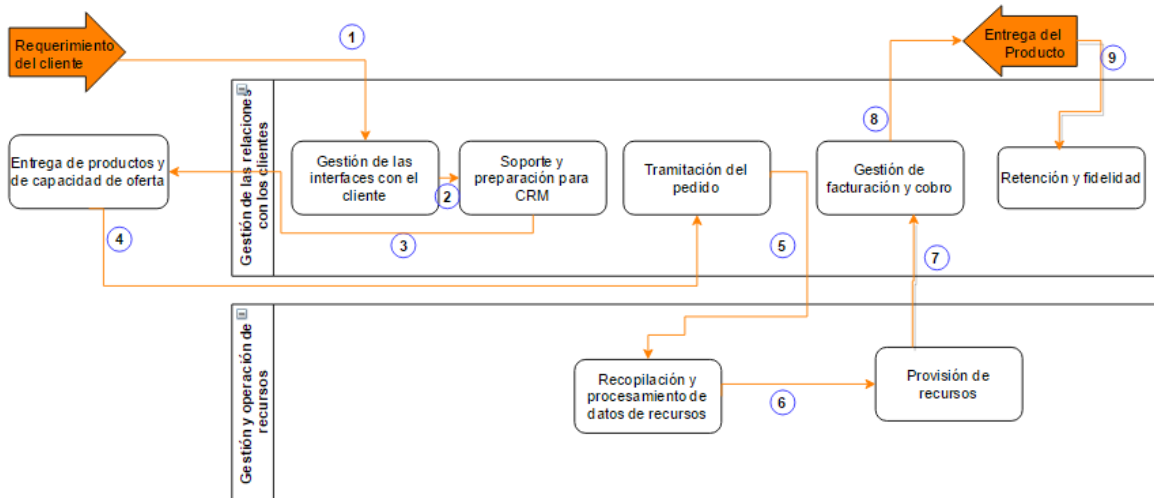 Requerimiento
del cliente
1
Entrega del
Producto
9
8
Gestión de las relaciones
con los clientes
Entrega de productos y
de capacidad de oferta
Gestión de las
interfaces con el
cliente
2
Soporte y
preparación para
CRM
Tramitación del
pedido
Gestión de
facturación y cobro
Retención y fidelidad
4
3
5
7
Gestión y operación de
recursos
Recopilación y
procesamiento de
datos de recursos
6
Provisión de
recursos